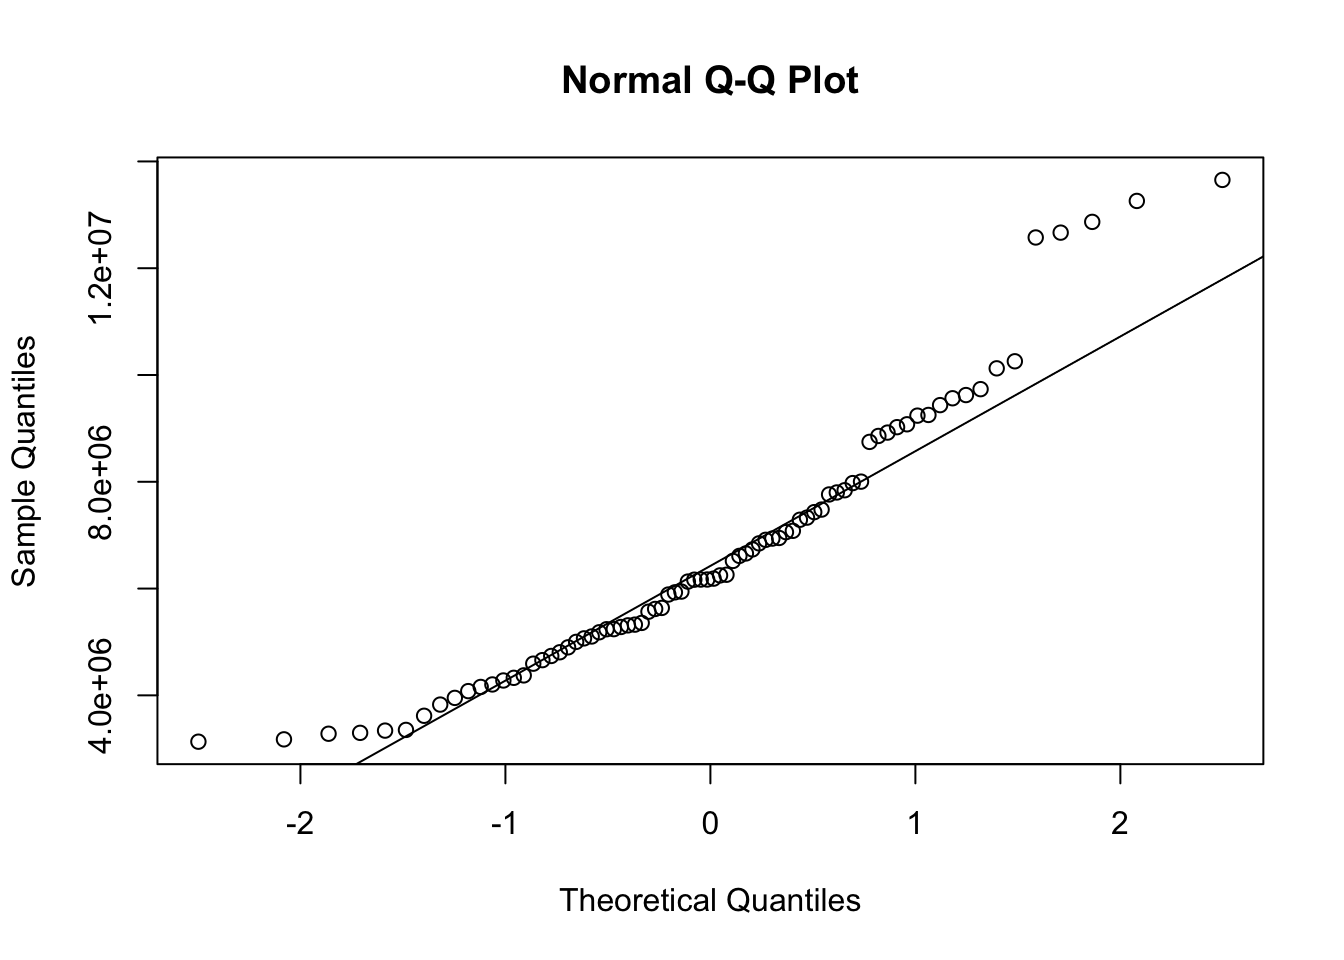 Normal Q-Q Plot
Sample Quantiles
1.2e+07
8.0e+06
4.0e+06
-2 -1 0 1 2
Theoretical Quantiles